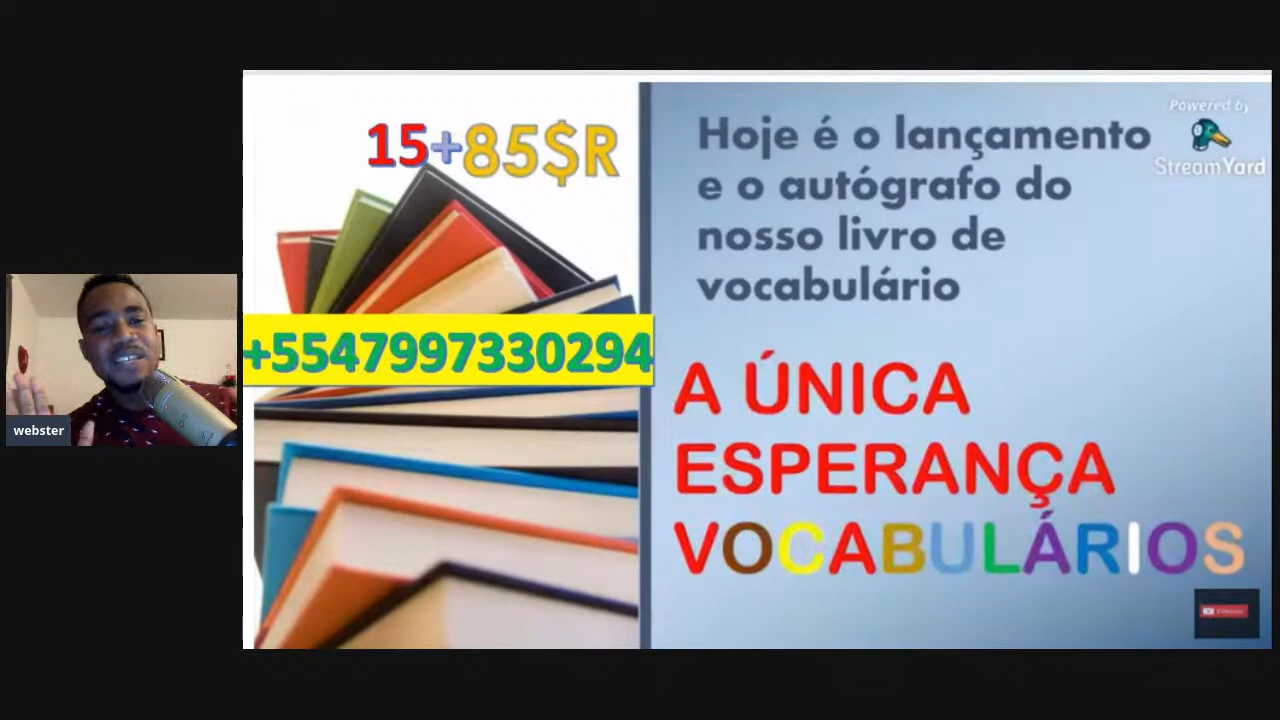 15+85$R
+5547997330294
Hoje é o lançamento
e o autógrafo do
nosso livro de
vocabulário
A ÚNICA
ESPERANÇA
VOCABULÁRIOS
Powered by
StreamYard
webster